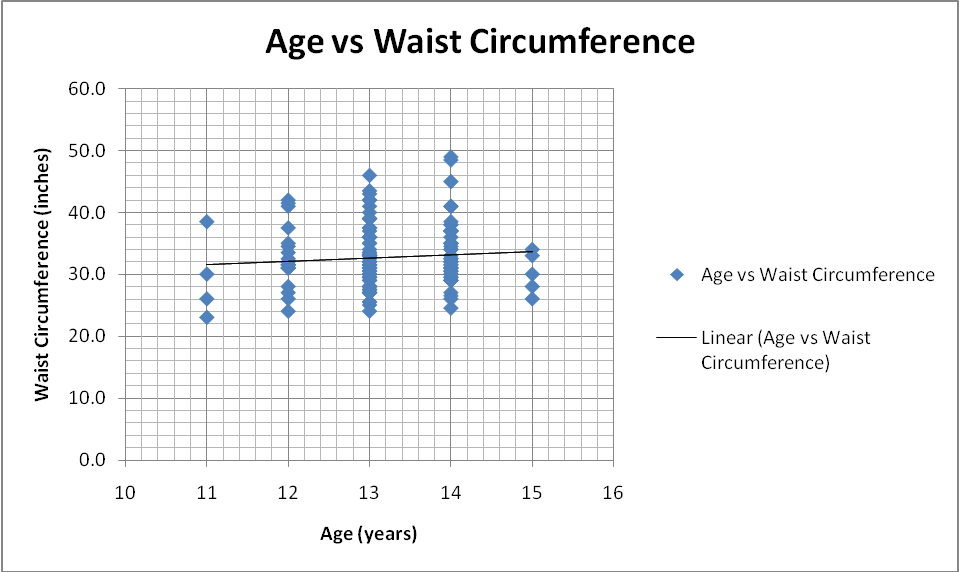 Age vs Waist Circumference
60.0
50.0
40.0
30.0
20.0
10.0
0.0
Waist Circumference (inches)
10 11 12 13 14 15 16
Age (years)
Age vs Waist Circumference
Linear (Age vs Waist
Circumference)